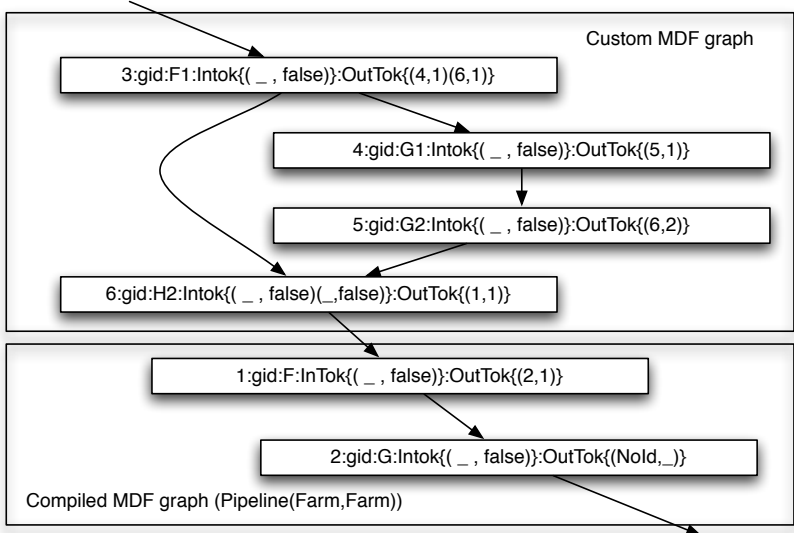 Custom MDF graph
3:gid:F1:Intok{( _ , false)}:OutTok{(4,1)(6,1)}
4:gid:G1:Intok{( _ , false)}:OutTok{(5,1)}
5:gid:G2:Intok{( _ , false)}:OutTok{(6,2)}
6:gid:H2:Intok{( _ , false)(_,false)}:OutTok{(1,1)}
1:gid:F:InTok{( _ , false)}:OutTok{(2,1)}
2:gid:G:Intok{( _ , false)}:OutTok{(NoId,_)}
Compiled MDF graph (Pipeline(Farm,Farm))